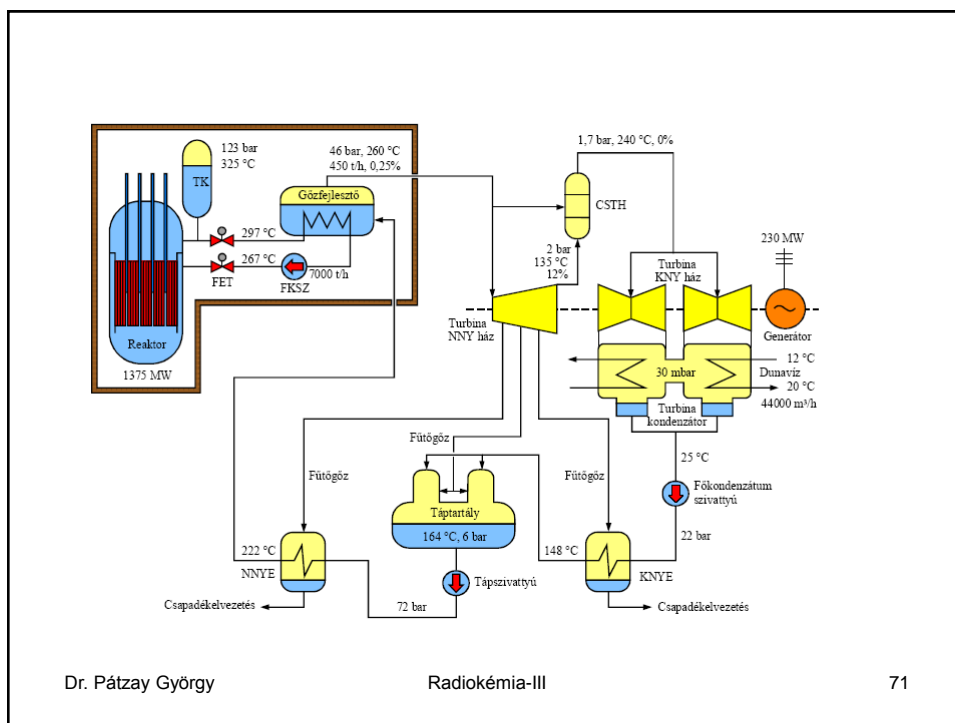 123 bar
325 °C
TK
46 bar, 260 °C
450 t/h, 0,25%
Gőzfejlesztő
297 °C
267 °C
7000 t/h
FET
FKSZ
Reaktor
1375 MW
1,7 bar, 240 °C, 0%
CSTH
2 bar
135 °C
12%
Turbina
NNY ház
Turbina
KNY ház
230 MW
Generátor
30 mbar
12 °C
Dunavíz
20 °C
44000 m³/h
Turbina
kondenzátor
25 °C
Főkondenzátum
szivattyú
22 bar
Fűtőgőz
Fűtőgőz
Fűtőgőz
Táptartály
164 °C, 6 bar
222 °C
NNYE
148 °C
KNYE
Tápszivattyú
72 bar
Csapadékelvezetés
Csapadékelvezetés
Dr. Pátzay György
Radiokémia-III
71